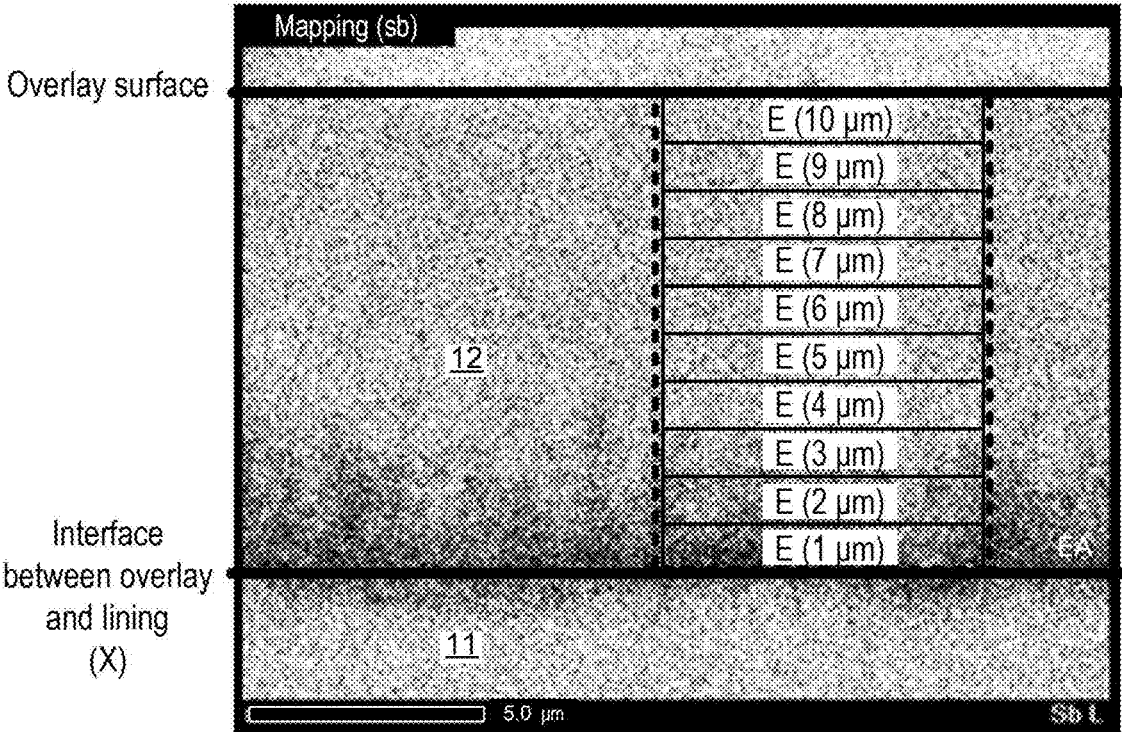 Mapping (sb)
Overlay surface
E (10 µm)
E (9 µm)
E (8 µm)
E (7 µm)
E (6 µm)
E (5 µm)
12
E (4 µm)
E (3 µm)
E (2 µm)
E (1 µm)
EA
Interface
between overlay
and lining
(X)
11
5.0 µm
Sb L